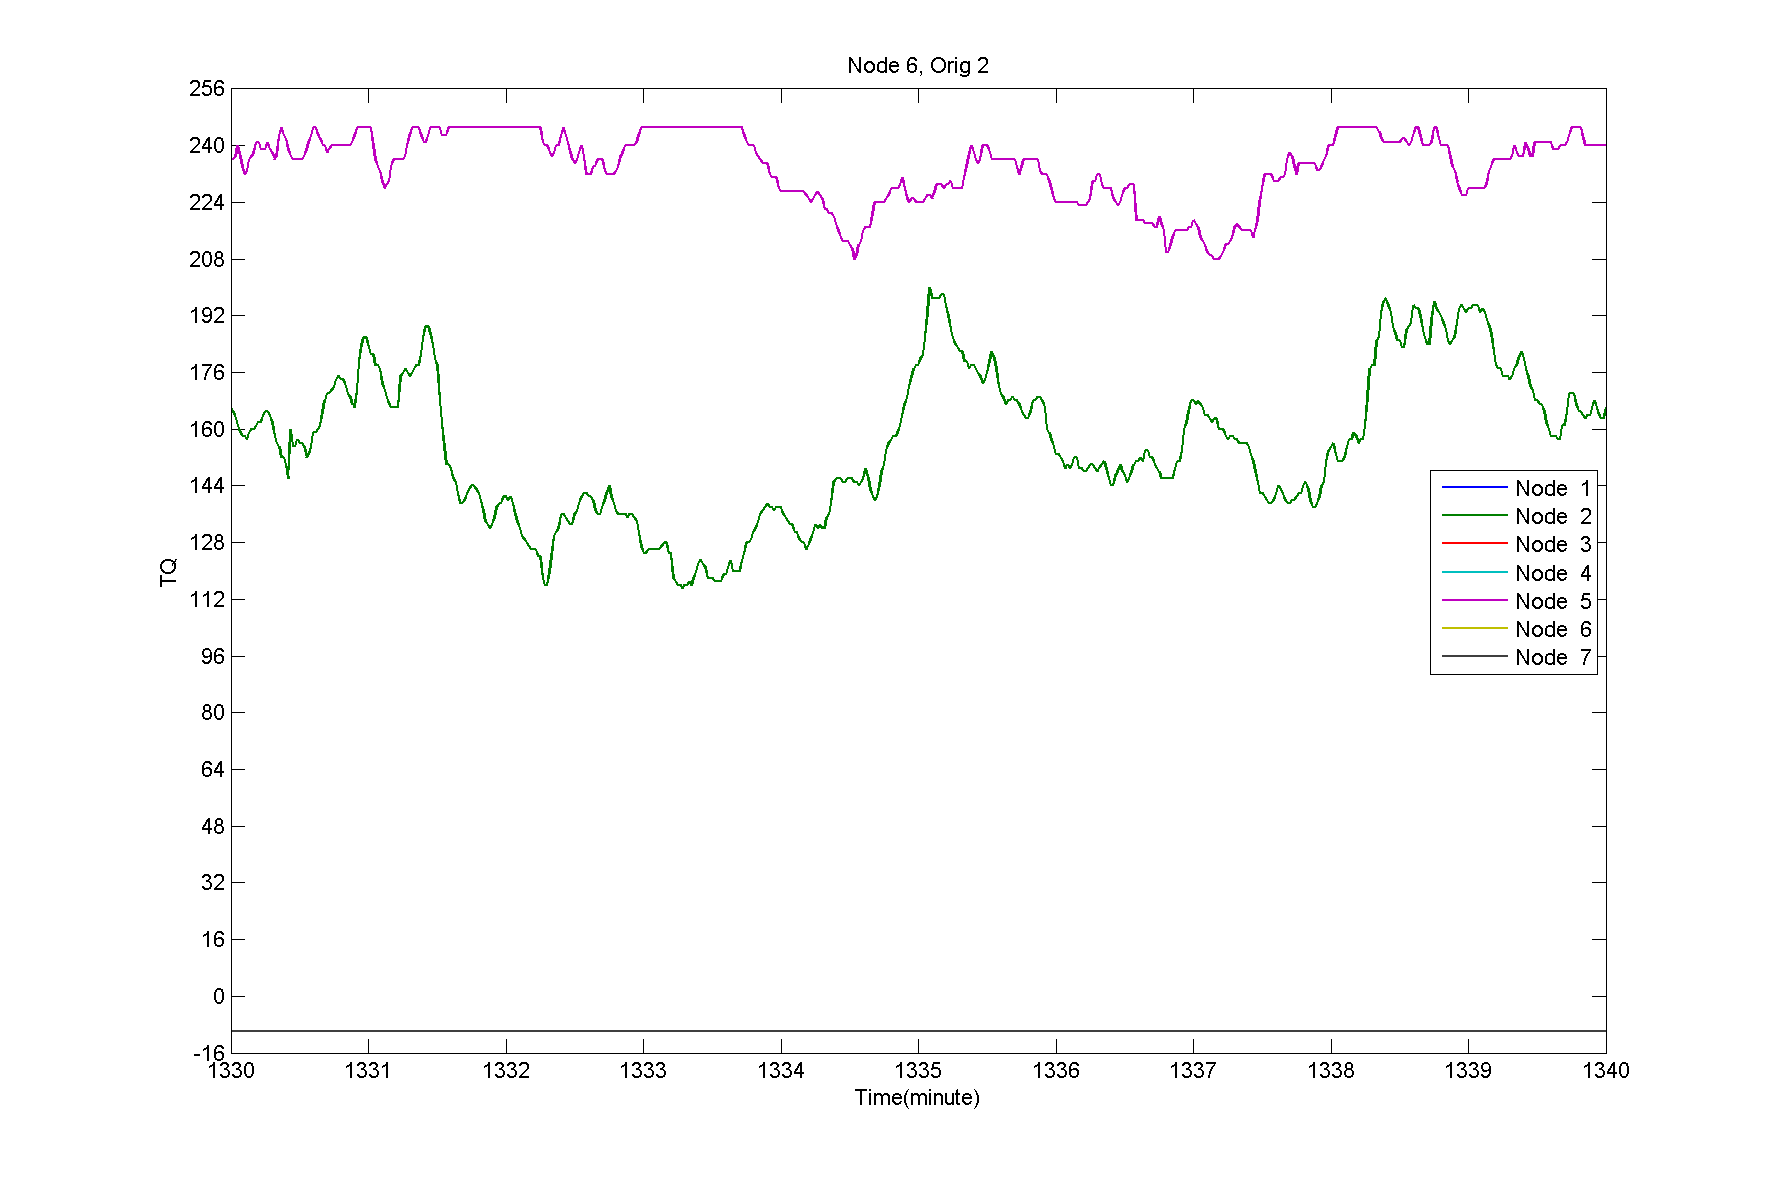 Node 6, Orig 2
256
240
224
208
192
176
160
144
128
112
96
80
64
48
32
16
0
-16
TQ
Node 1
Node 2
Node 3
Node 4
Node 5
Node 6
Node 7
1330 1331 1332 1333 1334 1335 1336 1337 1338 1339 1340
Time(minute)